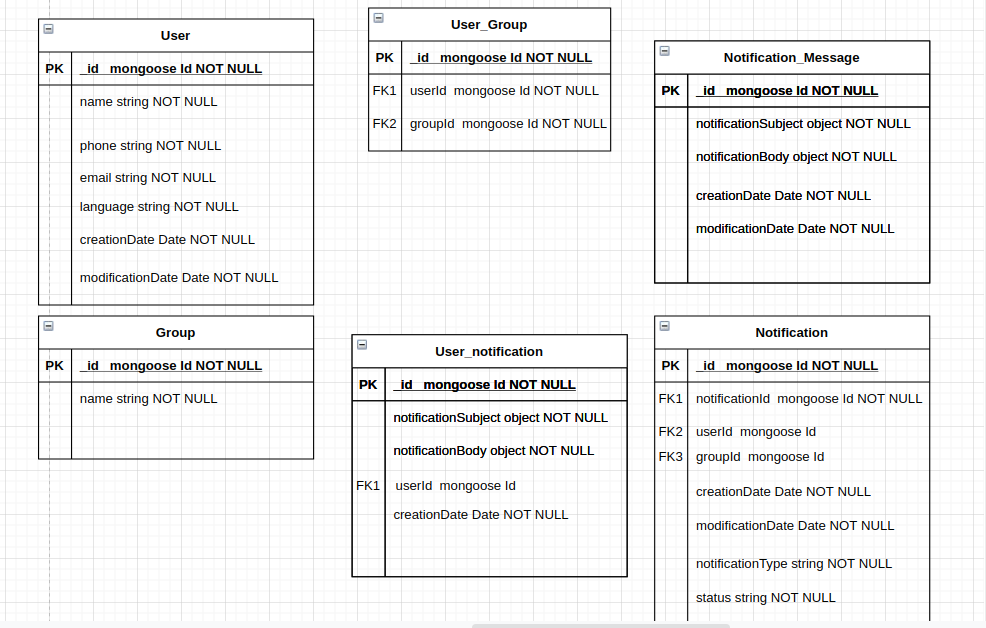 User
PK _id mongoose Id NOT NULL
name string NOT NULL
phone string NOT NULL
email string NOT NULL
language string NOT NULL
creationDate Date NOT NULL
modificationDate Date NOT NULL
User_Group
PK _id mongoose Id NOT NULL
FK1 userId mongoose Id NOT NULL
FK2 groupId mongoose Id NOT NULL
Notification_Message
PK _id mongoose Id NOT NULL
notificationSubject object NOT NULL
notificationBody object NOT NULL
creationDate Date NOT NULL
modificationDate Date NOT NULL
Group
PK _id mongoose Id NOT NULL
name string NOT NULL
User_notification
PK _id mongoose Id NOT NULL
notificationSubject object NOT NULL
notificationBody object NOT NULL
FK1 userId mongoose Id
creationDate Date NOT NULL
Notification
PK _id mongoose Id NOT NULL
FK1 notificationId mongoose Id NOT NULL
FK2 userId mongoose Id
FK3 groupId mongoose Id
creationDate Date NOT NULL
modificationDate Date NOT NULL
notificationType string NOT NULL
status string NOT NULL